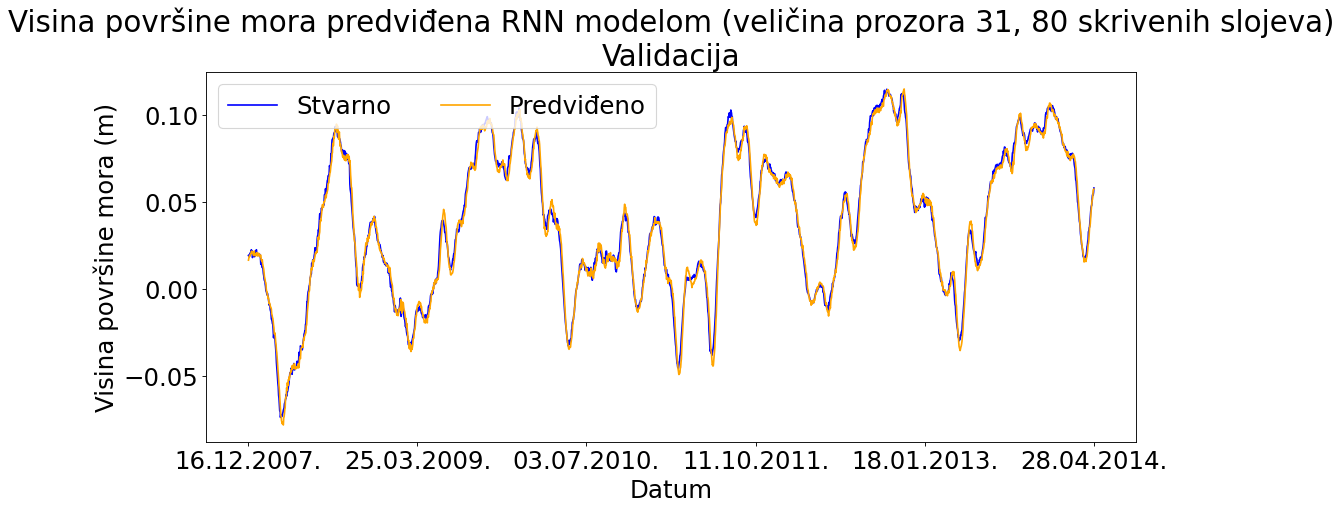 Visina površine mora predviđena RNN modelom (veličina prozora 31, 80 skrivenih slojeva)
Validacija
Stvarno Predviđeno
Visina površine mora (m)
0.10
0.05
0.00
−0.05
16.12.2007. 25.03.2009. 03.07.2010. 11.10.2011. 18.01.2013. 28.04.2014.
Datum